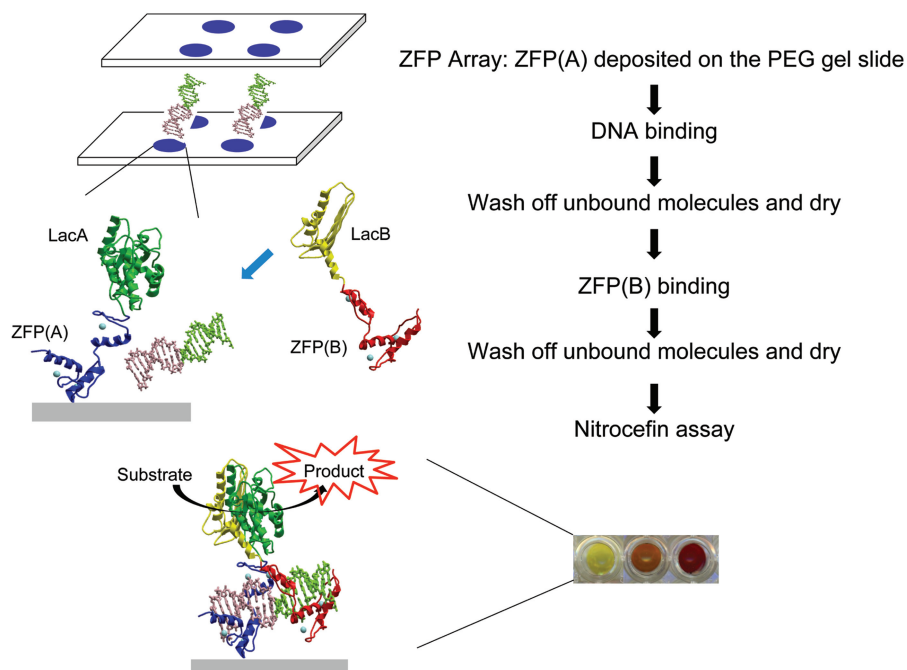 ZFP Array: ZFP(A) deposited on the PEG gel slide
DNA binding
Wash off unbound molecules and dry
ZFP(B) binding
Wash off unbound molecules and dry
Nitrocefin assay
LacA
LacB
ZFP(A)
ZFP(B)
Substrate
Product